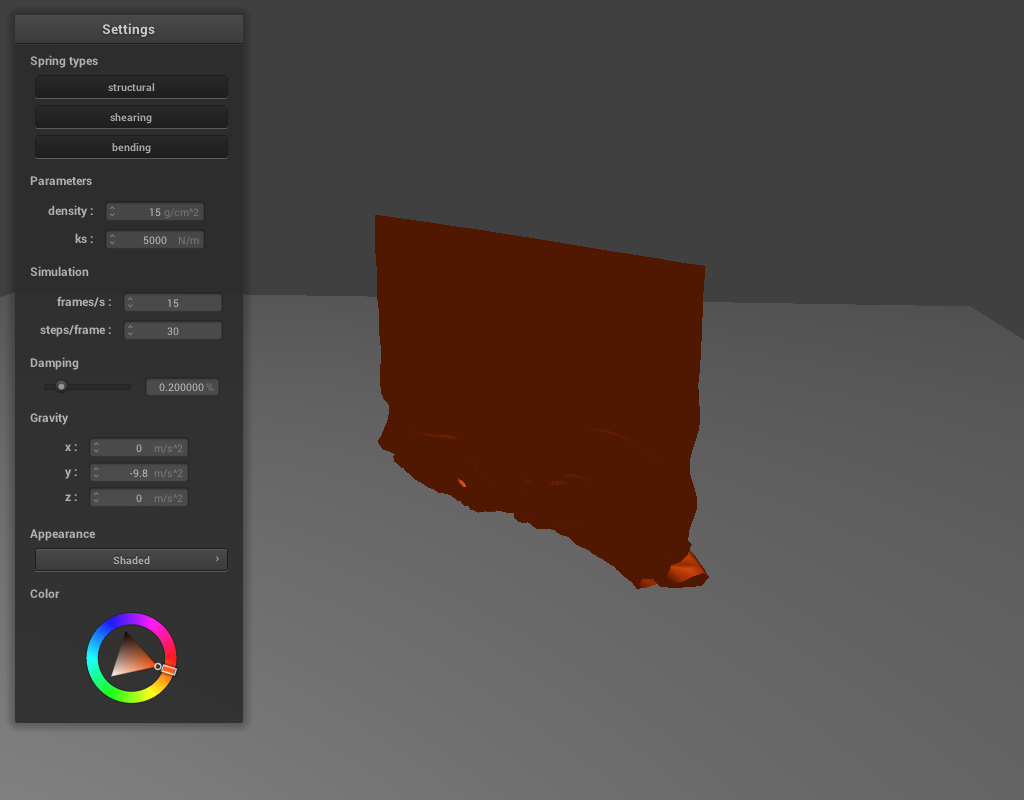 Settings
Spring types
structural
shearing
bending
Parameters
density : 15 g/cm^2
ks : 5000 N/m
Simulation
frames/s : 15
steps/frame : 30
Damping
0.200000 %
Gravity
x : 0 m/s^2
y : -9.8 m/s^2
z : 0 m/s^2
Appearance
Shaded ›
Color